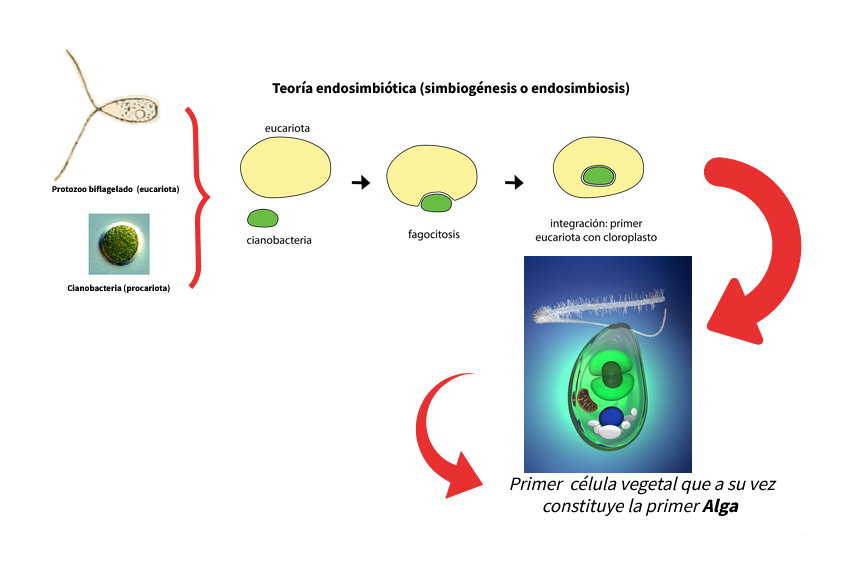 Teoría endosimbiótica (simbiogénesis o endosimbiosis)
Protozoo biflagelado (eucariota)
Cianobacteria (procariota)
eucariota
cianobacteria
fagocitosis
integración: primer
eucariota con cloroplasto
Primer célula vegetal que a su vez
constituye la primer Alga